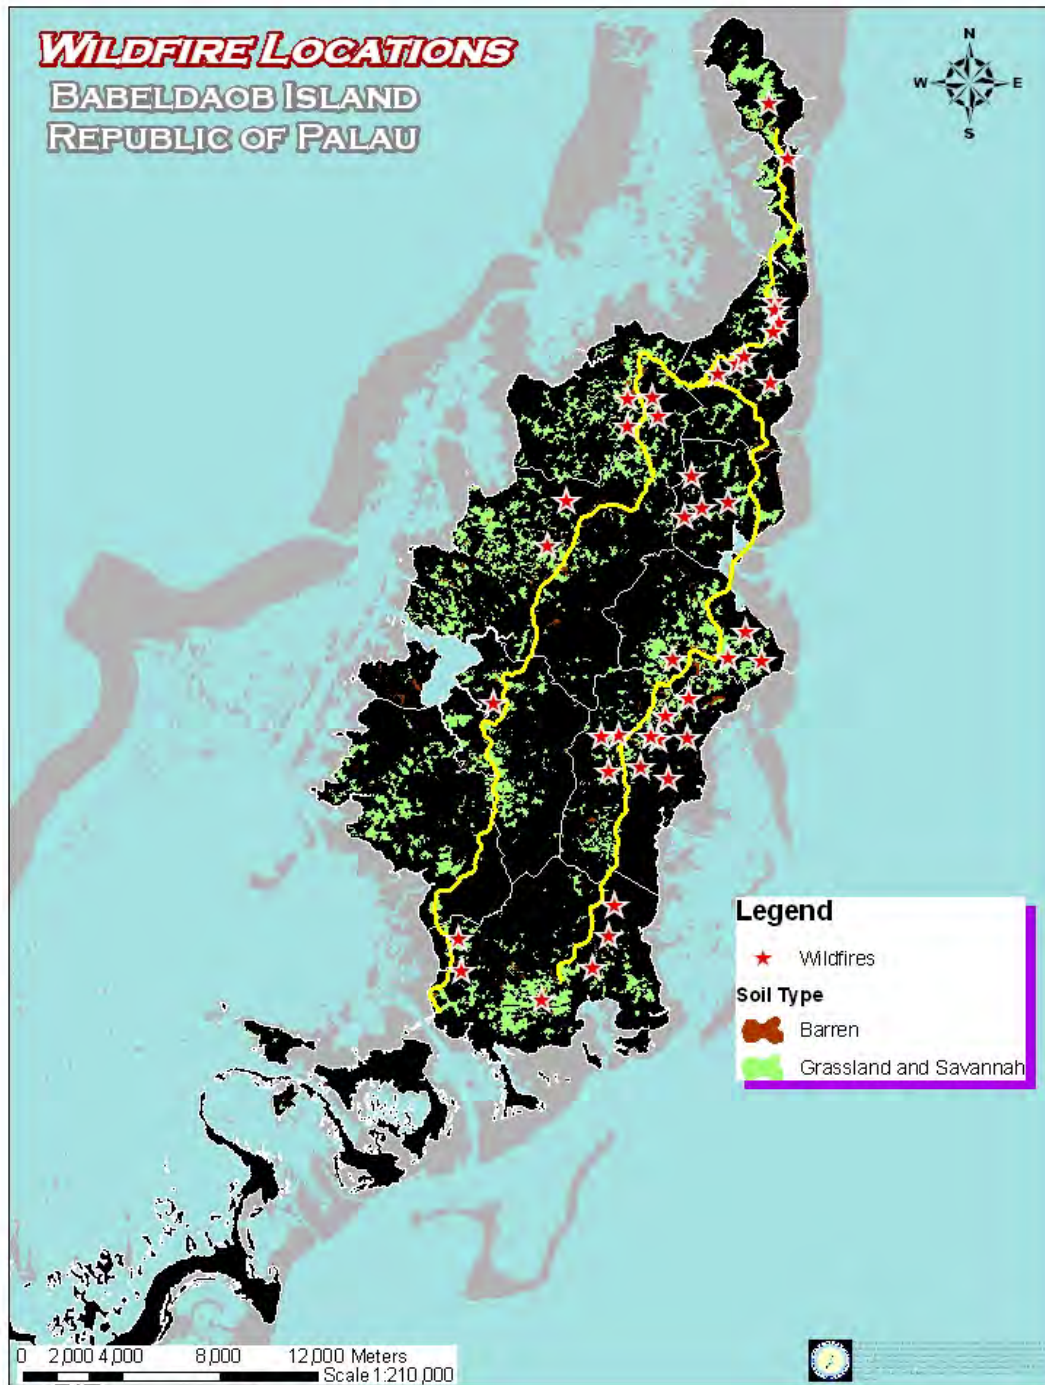 WILDFIRE LOCATIONS
BABELDAOB ISLAND
REPUBLIC OF PALAU
N
W E
S
Legend
Wildfires
Soil Type
Barren
Grassland and Savannah
0 2,000 4,000 8,000 12,000 Meters
Scale 1:210,000